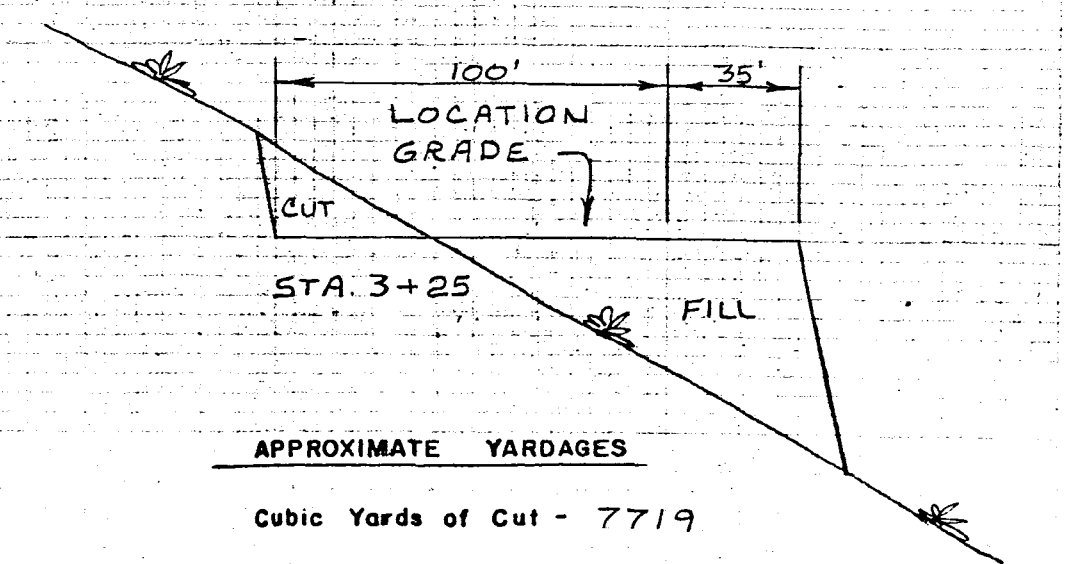 100' 35'
LOCATION
GRADE
CUT
STA. 3+25
FILL
APPROXIMATE YARDAGES
Cubic Yards of Cut - 7719